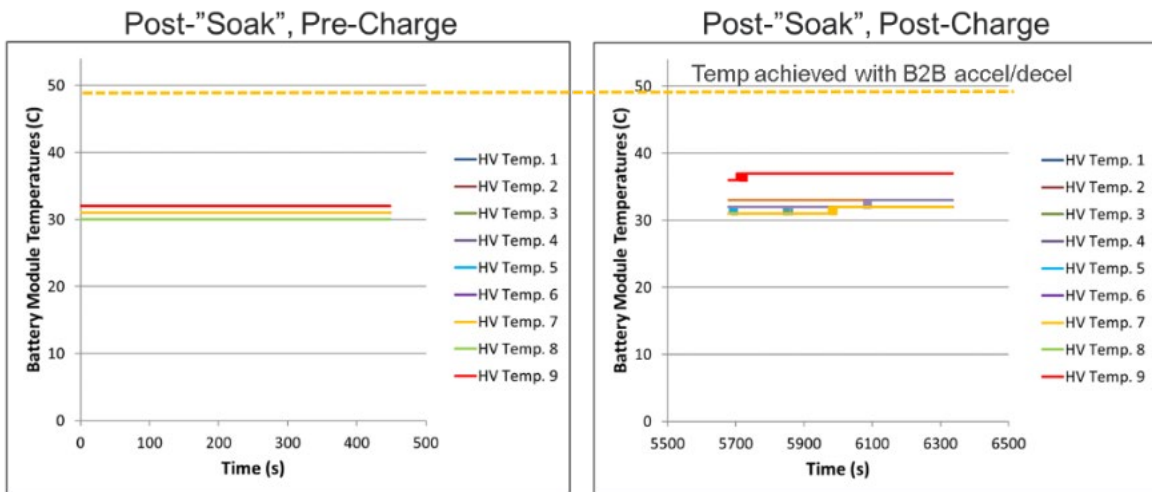 Post-”Soak”, Pre-Charge
Battery Module Temperatures (C)
50
40
30
20
10
0
0 100 200 300 400 500
Time (s)
HV Temp. 1
HV Temp. 2
HV Temp. 3
HV Temp. 4
HV Temp. 5
HV Temp. 6
HV Temp. 7
HV Temp. 8
HV Temp. 9
Post-”Soak”, Post-Charge
Temp achieved with B2B accel/decel
Battery Module Temperatures (C)
50
40
30
20
10
0
5500 5700 5900 6100 6300 6500
Time (s)
HV Temp. 1
HV Temp. 2
HV Temp. 3
HV Temp. 4
HV Temp. 5
HV Temp. 6
HV Temp. 7
HV Temp. 8
HV Temp. 9